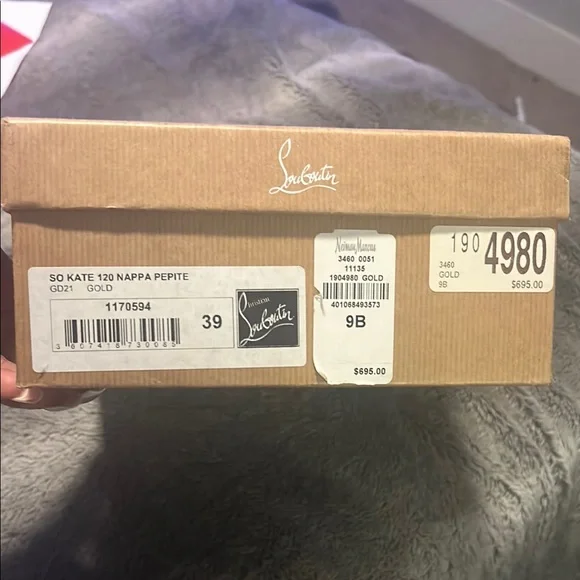 Louboutin
SO KATE 120 NAPPA PEPITE
GD21 GOLD
1170594
39
Christian
Louboutin
Neiman Marcus
3460 0051
11135
1904980 GOLD
401068493573
9B
$695.00
190 4980
3460
GOLD
9B
$695.00